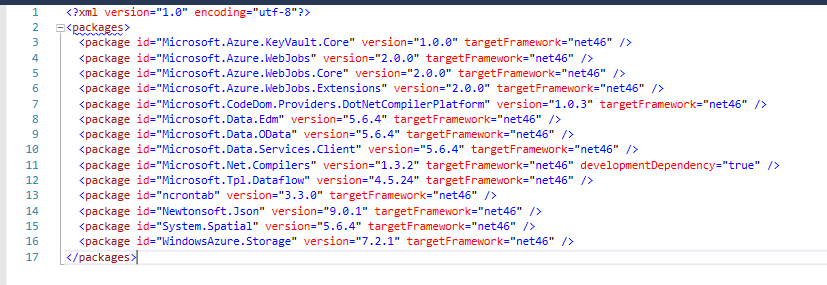 1 <?xml version="1.0" encoding="utf-8"?>
2 <packages>
3 <package id="Microsoft.Azure.KeyVault.Core" version="1.0.0" targetFramework="net46" />
4 <package id="Microsoft.Azure.WebJobs" version="2.0.0" targetFramework="net46" />
5 <package id="Microsoft.Azure.WebJobs.Core" version="2.0.0" targetFramework="net46" />
6 <package id="Microsoft.Azure.WebJobs.Extensions" version="2.0.0" targetFramework="net46" />
7 <package id="Microsoft.CodeDom.Providers.DotNetCompilerPlatform" version="1.0.3" targetFramework="net46" />
8 <package id="Microsoft.Data.Edm" version="5.6.4" targetFramework="net46" />
9 <package id="Microsoft.Data.OData" version="5.6.4" targetFramework="net46" />
10 <package id="Microsoft.Data.Services.Client" version="5.6.4" targetFramework="net46" />
11 <package id="Microsoft.Net.Compilers" version="1.3.2" targetFramework="net46" developmentDependency="true" />
12 <package id="Microsoft.Tpl.Dataflow" version="4.5.24" targetFramework="net46" />
13 <package id="ncrontab" version="3.3.0" targetFramework="net46" />
14 <package id="Newtonsoft.Json" version="9.0.1" targetFramework="net46" />
15 <package id="System.Spatial" version="5.6.4" targetFramework="net46" />
16 <package id="WindowsAzure.Storage" version="7.2.1" targetFramework="net46" />
17 </packages>